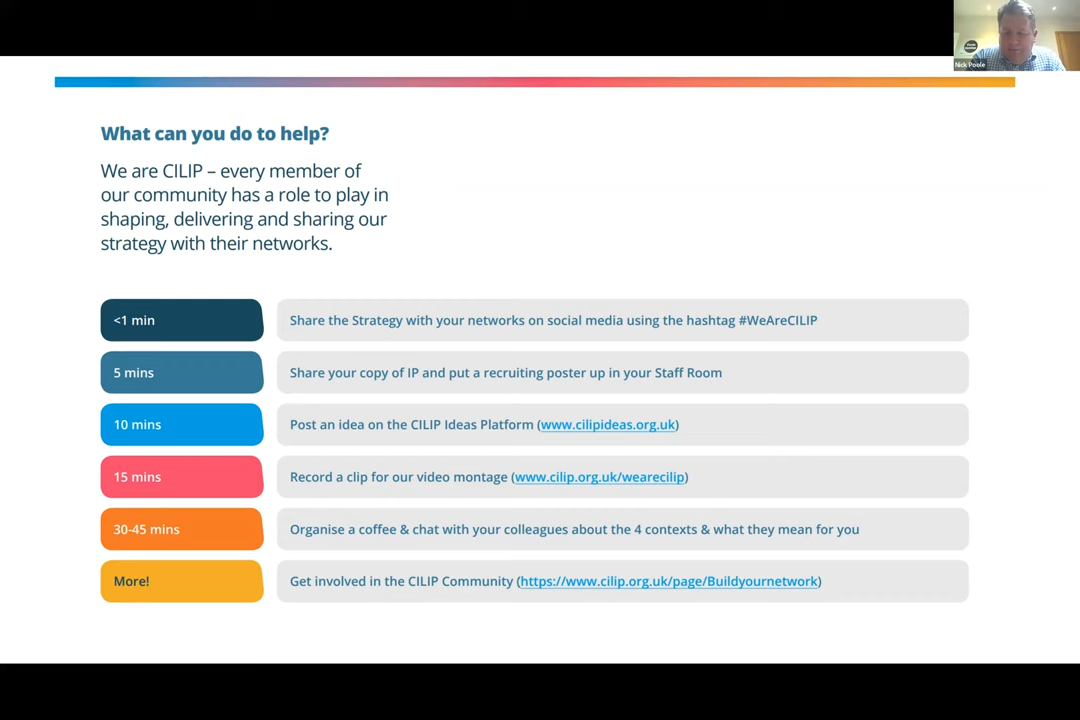 Nick Poole
What can you do to help?
We are CILIP – every member of
our community has a role to play in
shaping, delivering and sharing our
strategy with their networks.
<1 min
Share the Strategy with your networks on social media using the hashtag #WeAreCILIP
5 mins
Share your copy of IP and put a recruiting poster up in your Staff Room
10 mins
Post an idea on the CILIP Ideas Platform (www.cilipideas.org.uk)
15 mins
Record a clip for our video montage (www.cilip.org.uk/wearecilip)
30-45 mins
Organise a coffee & chat with your colleagues about the 4 contexts & what they mean for you
More!
Get involved in the CILIP Community (https://www.cilip.org.uk/page/Buildyournetwork)